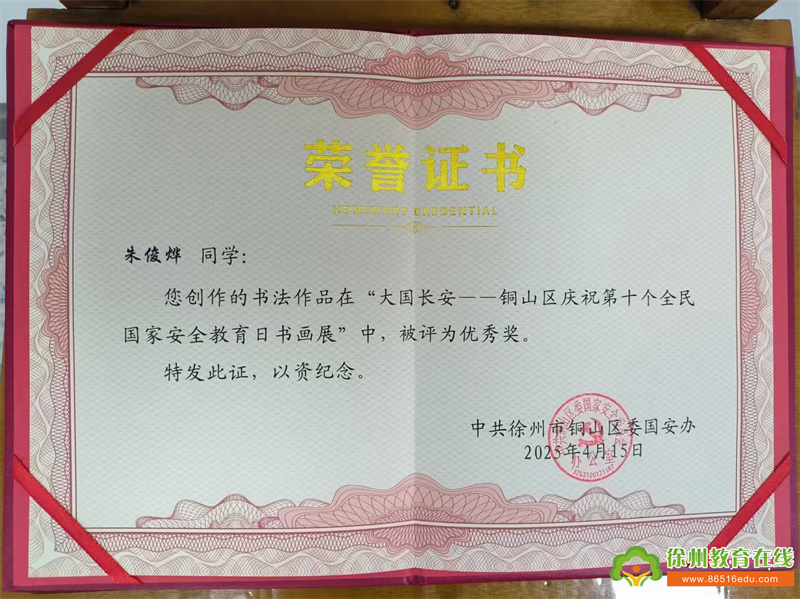 荣誉证书
HONORARY CREDENTIAL
朱俊烨 同学：
您创作的书法作品在“大国长安——铜山区庆祝第十个全民
国家安全教育日书画展”中，被评为优秀奖。
特发此证，以资纪念。
中共徐州市铜山区委国安办
2025年4月15日
办公室
徐州教育在线
www.86516edu.com